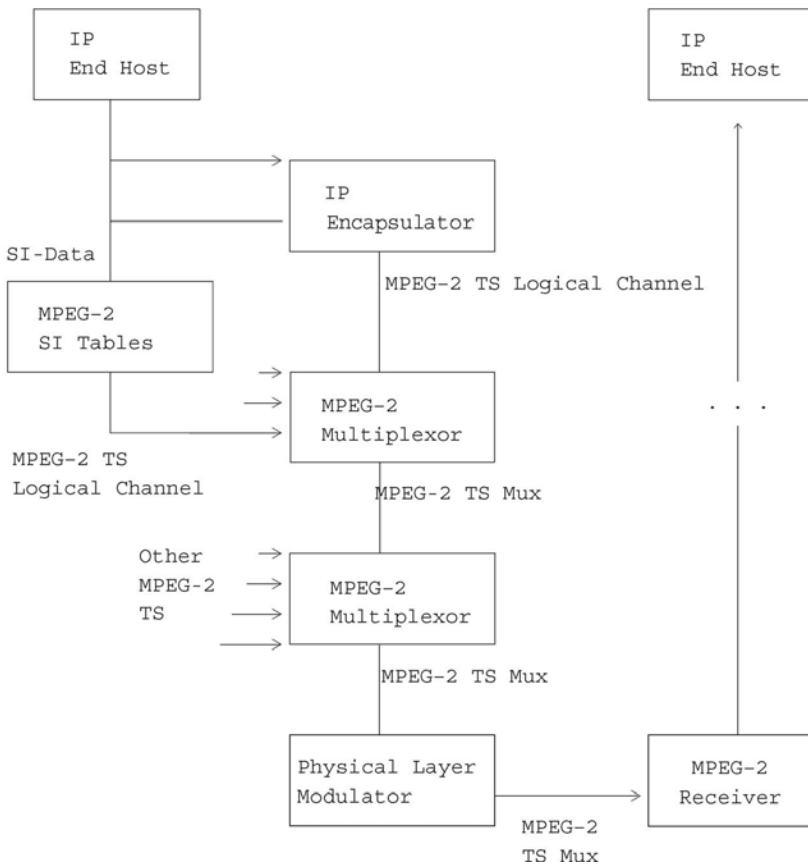 IP
End Host
IP
End Host
IP
Encapsulator
SI-Data
MPEG-2 TS Logical Channel
MPEG-2
SI Tables
MPEG-2
Multiplexor
MPEG-2 TS
Logical Channel
. . .
MPEG-2 TS Mux
Other
MPEG-2
TS
MPEG-2
Multiplexor
MPEG-2 TS Mux
Physical Layer
Modulator
MPEG-2
Receiver
MPEG-2
TS Mux